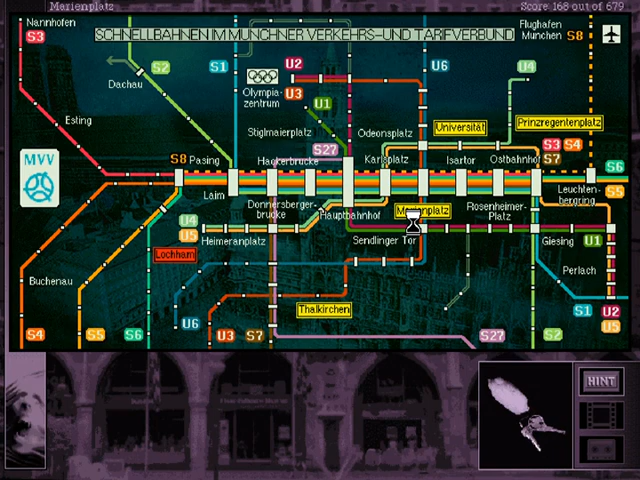 Marienplatz
Score: 168 out of 679
Nannhofen
S3
SCHNELLBAHNEN IM MÜNCHNER VERKEHRS-UND TARIFVERBUND
Flughafen
Munchen
S8
Dachau
S2
S1
U2
U3
Olympia-
zentrum
U6
U4
Esting
U1
Stiglmaierplatz
Odeonsplatz
Universität
Prinzregentenplatz
S27
S3
S4
MVV
S8
Pasing
Hackerbrucke
Karlsplatz
Isartor
Ostbahnhof
S7
S6
Laim
Donnersberger-
brucke
Hauptbahnhof
Marienplatz
Rosenheimer-
Platz
Leuchten-
bergring
S5
U4
U5
Heimeranplatz
Sendlinger Tor
Giesing
U1
Lochham
Buchenau
Perlach
Thalkirchen
S1
U2
U5
S4
S5
S6
U6
U3
S7
S27
S2
HINT